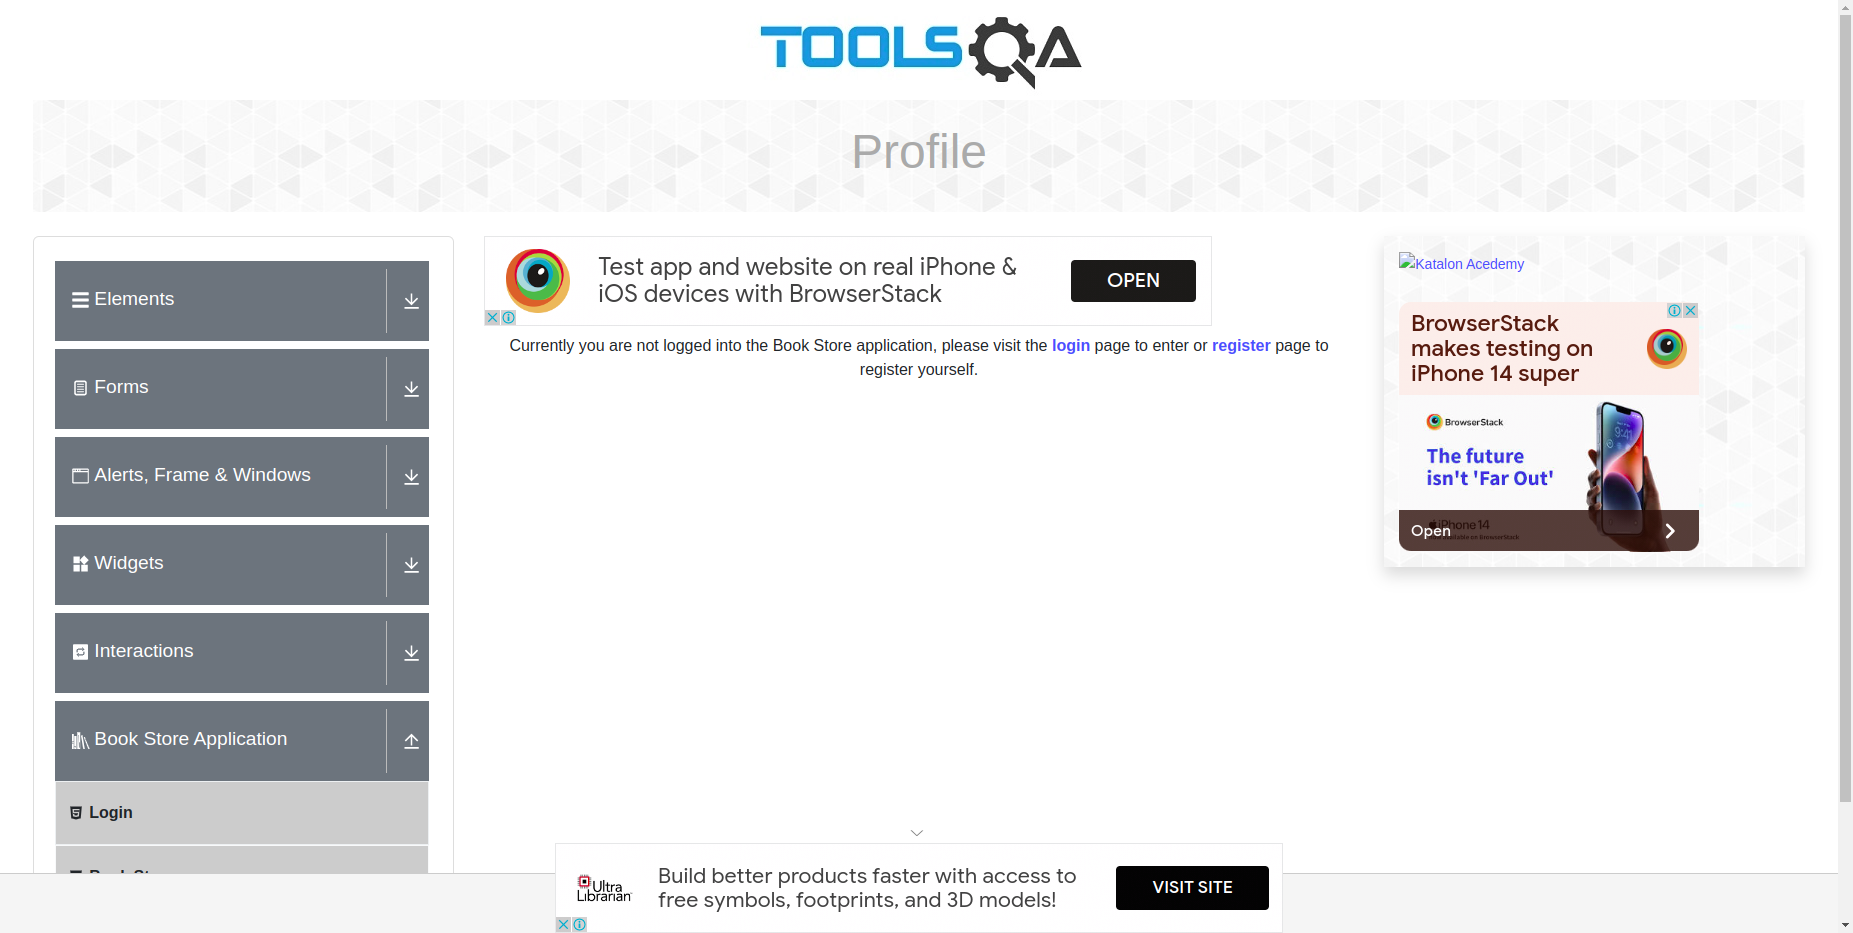 TOOLSQA
Profile
Elements
Forms
Alerts, Frame & Windows
Widgets
Interactions
Book Store Application
Login
Test app and website on real iPhone &
iOS devices with BrowserStack
OPEN
Currently you are not logged into the Book Store application, please visit the login page to enter or register page to
register yourself.
Katalon Acedemy
BrowserStack
makes testing on
iPhone 14 super
BrowserStack
The future
isn't 'Far Out'
9:41
iPhone 14
Open
Ultra
Librarian
Build better products faster with access to
free symbols, footprints, and 3D models!
VISIT SITE